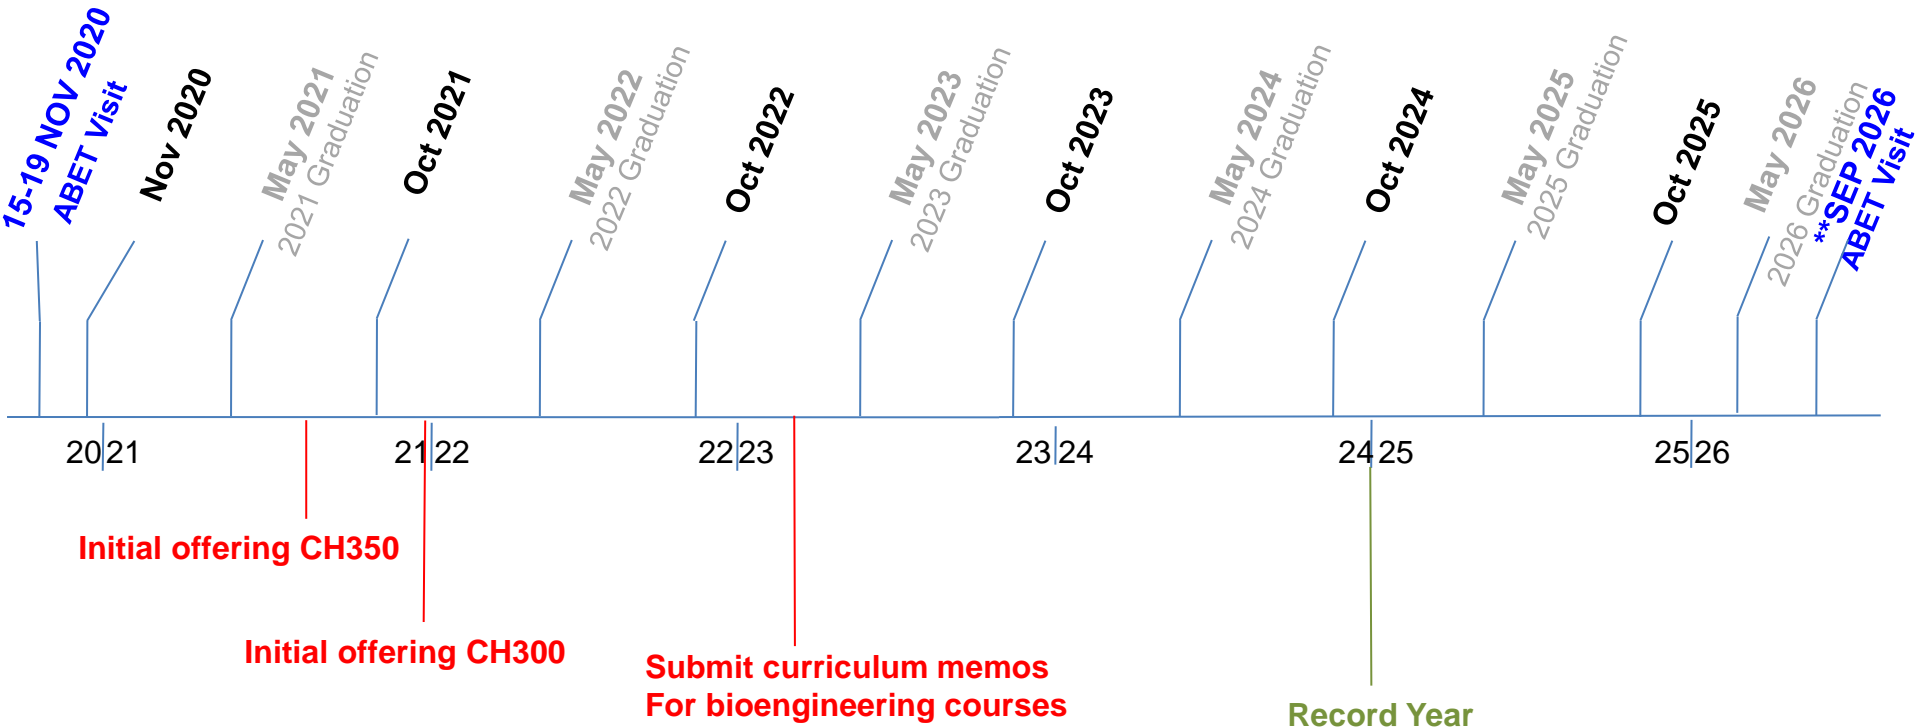 15-19 NOV 2020
ABET Visit
Nov 2020
May 2021
2021 Graduation
Oct 2021
May 2022
2022 Graduation
Oct 2022
May 2023
2023 Graduation
Oct 2023
May 2024
2024 Graduation
Oct 2024
May 2025
2025 Graduation
Oct 2025
May 2026
2026 Graduation
**SEP 2026
ABET Visit
20 21
21 22
22 23
23 24
24 25
25 26
Initial offering CH350
Initial offering CH300
Submit curriculum memos
For bioengineering courses
Record Year